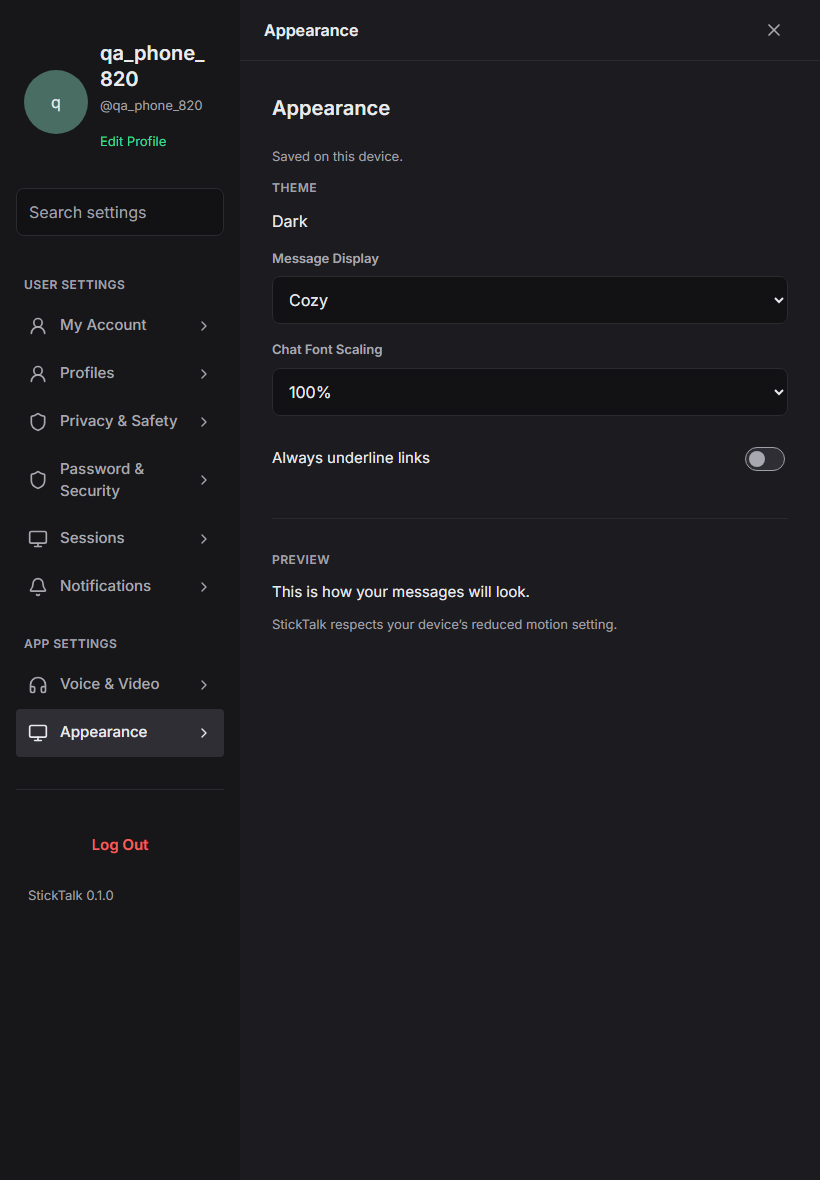 qa_phone_
820
@qa_phone_820
Edit Profile
Search settings
USER SETTINGS
My Account
Profiles
Privacy & Safety
Password &
Security
Sessions
Notifications
APP SETTINGS
Voice & Video
Appearance
Log Out
StickTalk 0.1.0
Appearance
Appearance
Saved on this device.
THEME
Dark
Message Display
Cozy
Chat Font Scaling
100%
Always underline links
PREVIEW
This is how your messages will look.
StickTalk respects your device’s reduced motion setting.
q